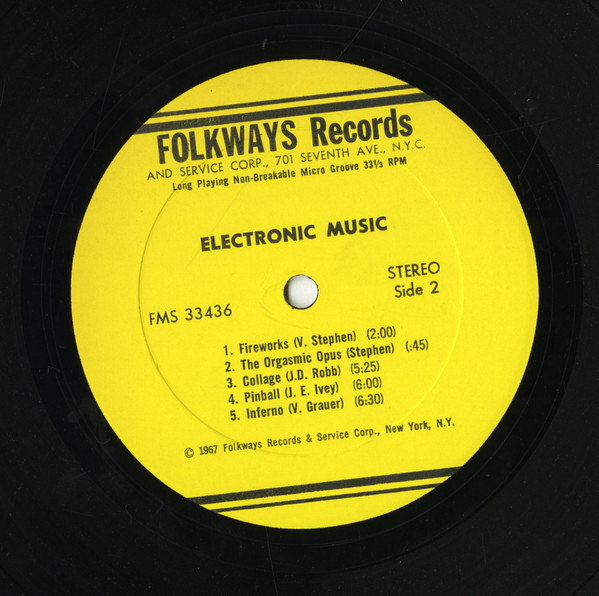 FOLKWAYS Records
AND SERVICE CORP., 701 SEVENTH AVE., N.Y.C.
Long Playing Non-Breakable Micro Groove 33⅓ RPM
ELECTRONIC MUSIC
STEREO
Side 2
FMS 33436
1. Fireworks (V. Stephen) (2:00)
2. The Orgasmic Opus (Stephen) (:45)
3. Collage (J.D. Robb) (5:25)
4. Pinball (J. E. Ivey) (6:00)
5. Inferno (V. Grauer) (6:30)
© 1967 Folkways Records & Service Corp., New York, N.Y.